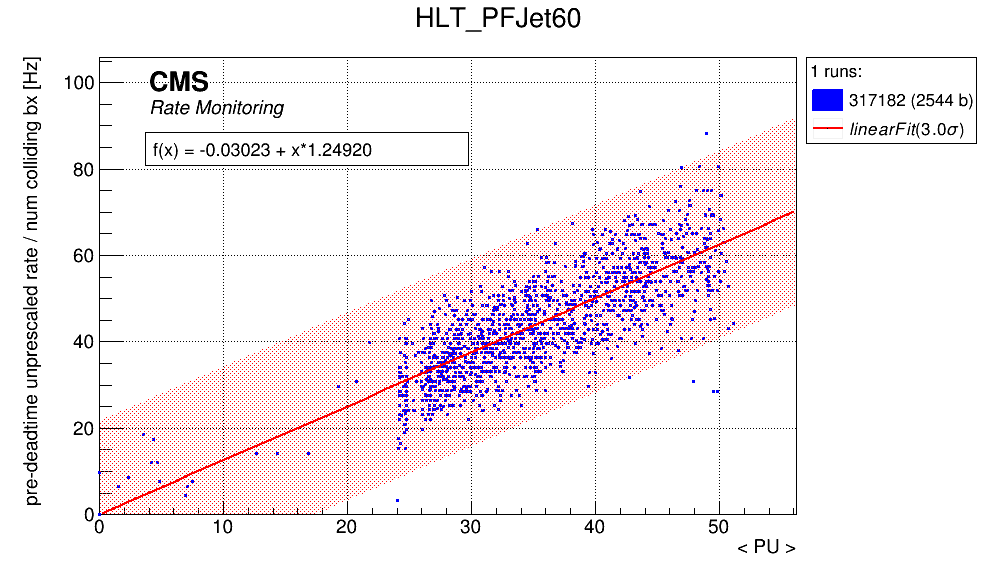 HLT_PFJet60
pre-deadtime unprescaled rate / num colliding bx [Hz]
100
80
60
40
20
0
CMS
Rate Monitoring
f(x) = -0.03023 + x*1.24920
0 10 20 30 40 50
< PU >
1 runs:
317182 (2544 b)
linearFit(3.0σ)